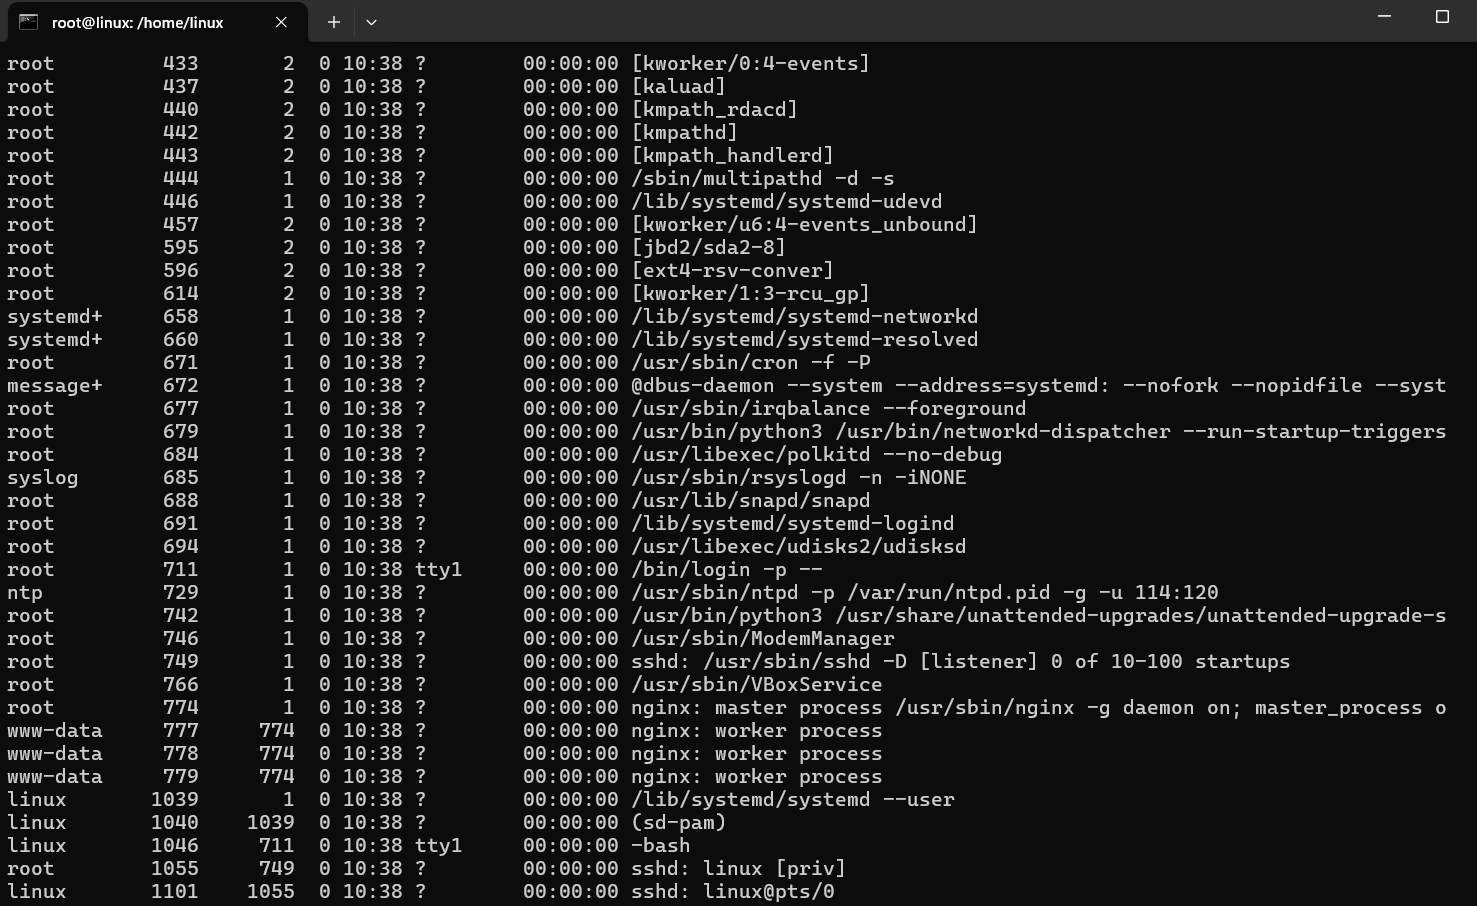 root@linux: /home/linux
root         433       2  0 10:38 ?        00:00:00 [kworker/0:4-events]
root         437       2  0 10:38 ?        00:00:00 [kaluad]
root         440       2  0 10:38 ?        00:00:00 [kmpath_rdacd]
root         442       2  0 10:38 ?        00:00:00 [kmpathd]
root         443       2  0 10:38 ?        00:00:00 [kmpath_handlerd]
root         444       1  0 10:38 ?        00:00:00 /sbin/multipathd -d -s
root         446       1  0 10:38 ?        00:00:00 /lib/systemd/systemd-udevd
root         457       2  0 10:38 ?        00:00:00 [kworker/u6:4-events_unbound]
root         595       2  0 10:38 ?        00:00:00 [jbd2/sda2-8]
root         596       2  0 10:38 ?        00:00:00 [ext4-rsv-conver]
root         614       2  0 10:38 ?        00:00:00 [kworker/1:3-rcu_gp]
systemd+     658       1  0 10:38 ?        00:00:00 /lib/systemd/systemd-networkd
systemd+     660       1  0 10:38 ?        00:00:00 /lib/systemd/systemd-resolved
root         671       1  0 10:38 ?        00:00:00 /usr/sbin/cron -f -P
message+     672       1  0 10:38 ?        00:00:00 @dbus-daemon --system --address=systemd: --nofork --nopidfile --syst
root         677       1  0 10:38 ?        00:00:00 /usr/sbin/irqbalance --foreground
root         679       1  0 10:38 ?        00:00:00 /usr/bin/python3 /usr/bin/networkd-dispatcher --run-startup-triggers
root         684       1  0 10:38 ?        00:00:00 /usr/libexec/polkitd --no-debug
syslog       685       1  0 10:38 ?        00:00:00 /usr/sbin/rsyslogd -n -iNONE
root         688       1  0 10:38 ?        00:00:00 /usr/lib/snapd/snapd
root         691       1  0 10:38 ?        00:00:00 /lib/systemd/systemd-logind
root         694       1  0 10:38 ?        00:00:00 /usr/libexec/udisks2/udisksd
root         711       1  0 10:38 tty1     00:00:00 /bin/login -p --
ntp          729       1  0 10:38 ?        00:00:00 /usr/sbin/ntpd -p /var/run/ntpd.pid -g -u 114:120
root         742       1  0 10:38 ?        00:00:00 /usr/bin/python3 /usr/share/unattended-upgrades/unattended-upgrade-s
root         746       1  0 10:38 ?        00:00:00 /usr/sbin/ModemManager
root         749       1  0 10:38 ?        00:00:00 sshd: /usr/sbin/sshd -D [listener] 0 of 10-100 startups
root         766       1  0 10:38 ?        00:00:00 /usr/sbin/VBoxService
root         774       1  0 10:38 ?        00:00:00 nginx: master process /usr/sbin/nginx -g daemon on; master_process o
www-data     777     774  0 10:38 ?        00:00:00 nginx: worker process
www-data     778     774  0 10:38 ?        00:00:00 nginx: worker process
www-data     779     774  0 10:38 ?        00:00:00 nginx: worker process
linux       1039       1  0 10:38 ?        00:00:00 /lib/systemd/systemd --user
linux       1040    1039  0 10:38 ?        00:00:00 (sd-pam)
linux       1046     711  0 10:38 tty1     00:00:00 -bash
root        1055     749  0 10:38 ?        00:00:00 sshd: linux [priv]
linux       1101    1055  0 10:38 ?        00:00:00 sshd: linux@pts/0